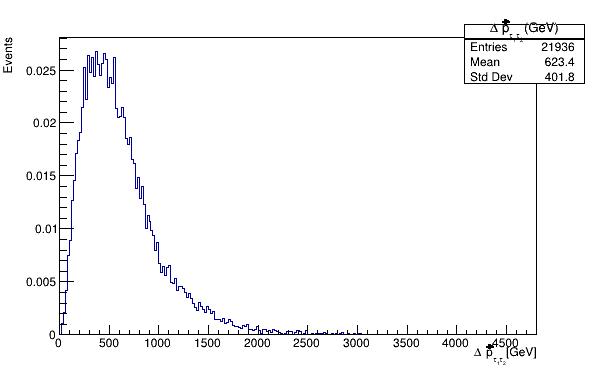 Δ p⃗ τ₁τ₂ (GeV)
Entries 21936
Mean 623.4
Std Dev 401.8
Events
0.025
0.02
0.015
0.01
0.005
0
0 500 1000 1500 2000 2500 3000 3500 4000 4500
Δ p⃗ τ₁τ₂ [GeV]